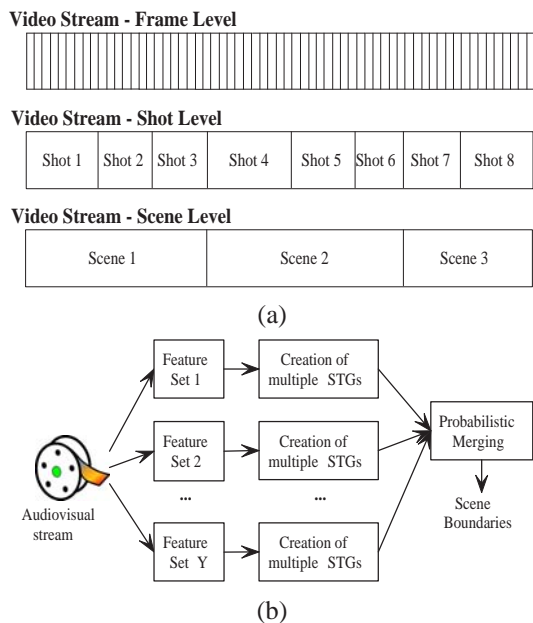 Video Stream - Frame Level
Video Stream - Shot Level
Shot 1 Shot 2 Shot 3 Shot 4 Shot 5 Shot 6 Shot 7 Shot 8
Video Stream - Scene Level
Scene 1 Scene 2 Scene 3
(a)
Feature
Set 1
Creation of
multiple STGs
Feature
Set 2
Creation of
multiple STGs
Probabilistic
Merging
... ...
Audiovisual
stream
Scene
Boundaries
Feature
Set Y
Creation of
multiple STGs
(b)